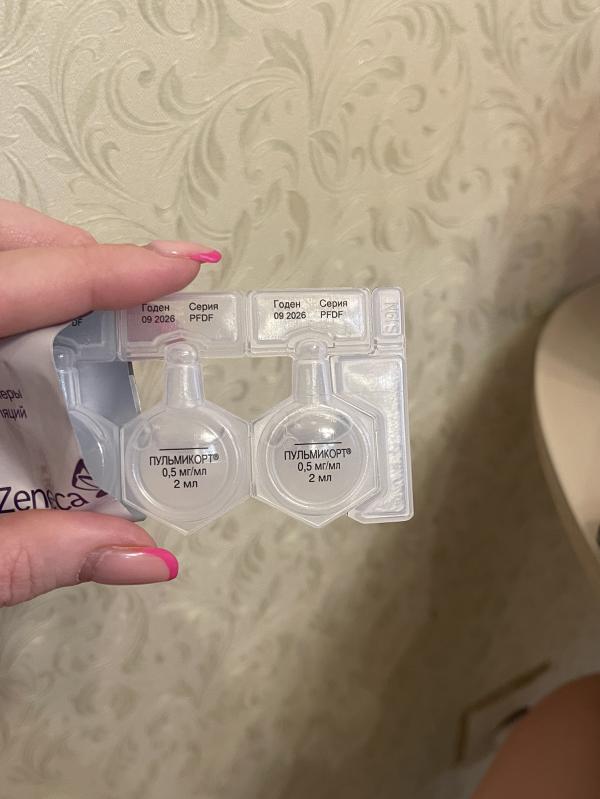 Годен Серия
09 2026 PFDF
Годен Серия
09 2026 PFDF
DF
ПУЛЬМИКОРТ®
0,5 мг/мл
2 мл
ПУЛЬМИКОРТ®
0,5 мг/мл
2 мл
Zeneca